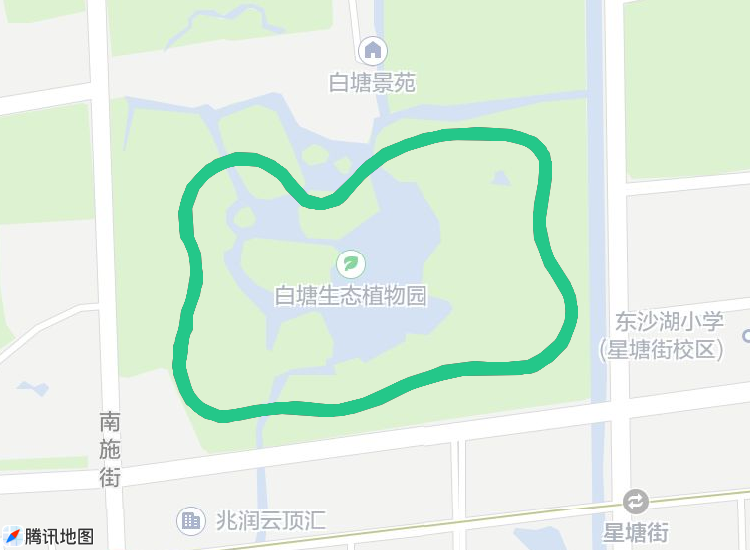 白塘景苑
白塘生态植物园
东沙湖小学
(星塘街校区)
南
施
街
兆润云顶汇
星塘街
腾讯地图